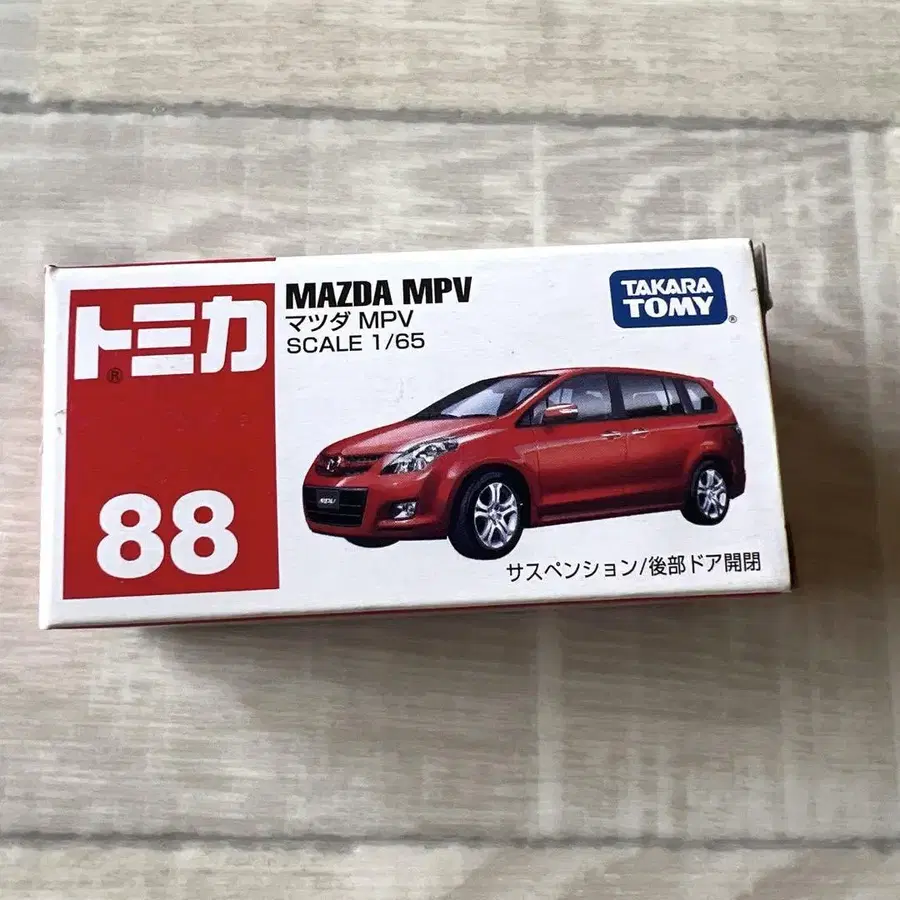 トミカ®
88
MAZDA MPV
マツダ MPV
SCALE 1/65
TAKARA
TOMY®
MPV
サスペンション/後部ドア開閉